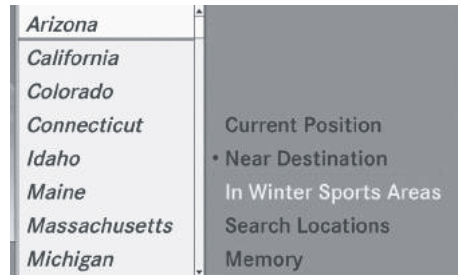 Arizona
California
Colorado
Connecticut
Idaho
Maine
Massachusetts
Michigan
Current Position
• Near Destination
In Winter Sports Areas
Search Locations
Memory